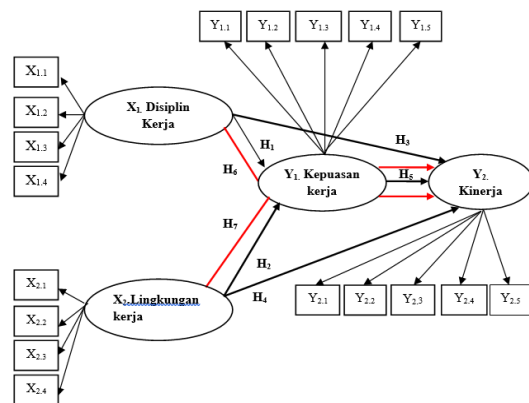 Y1.1 Y1.2 Y1.3 Y1.4 Y1.5
X1.1
X1.2
X1.3
X1.4
X1. Disiplin
Kerja
H1
H3
H6
Y1. Kepuasan
kerja
H5
Y2.
Kinerja
H7
H2
H4
X2.1
X2.2
X2.3
X2.4
X2.Lingkungan
kerja
Y2.1 Y2.2 Y2,3 Y2.4 Y2.5